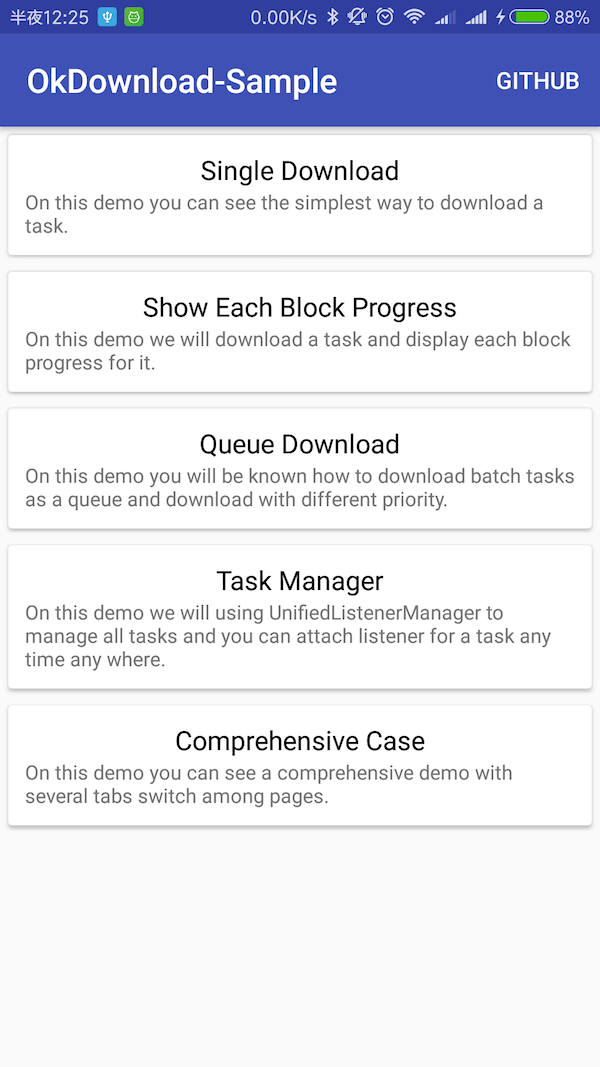 半夜12:25 0.00K/s 88%
OkDownload-Sample GITHUB
Single Download
On this demo you can see the simplest way to download a
task.
Show Each Block Progress
On this demo we will download a task and display each block
progress for it.
Queue Download
On this demo you will be known how to download batch tasks
as a queue and download with different priority.
Task Manager
On this demo we will using UnifiedListenerManager to
manage all tasks and you can attach listener for a task any
time any where.
Comprehensive Case
On this demo you can see a comprehensive demo with
several tabs switch among pages.